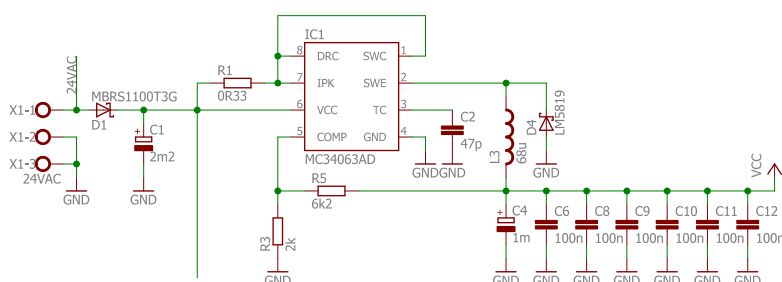 24VAC
X1-1
X1-2
X1-3
24VAC
GND
MBRS1100T3G
D1
C1
2m2
GND
R1
0R33
IC1
8 DRC SWC 1
7 IPK SWE 2
6 VCC TC 3
5 COMP GND 4
MC34063AD
C2
47p
GND GND
L3
68u
D4
LM5819
GND
VCC
R5
6k2
R3
2k
GND
C4
1m
GND
C6
100n
GND
C8
100n
GND
C9
100n
GND
C10
100n
GND
C11
100n
GND
C12
100n
GND